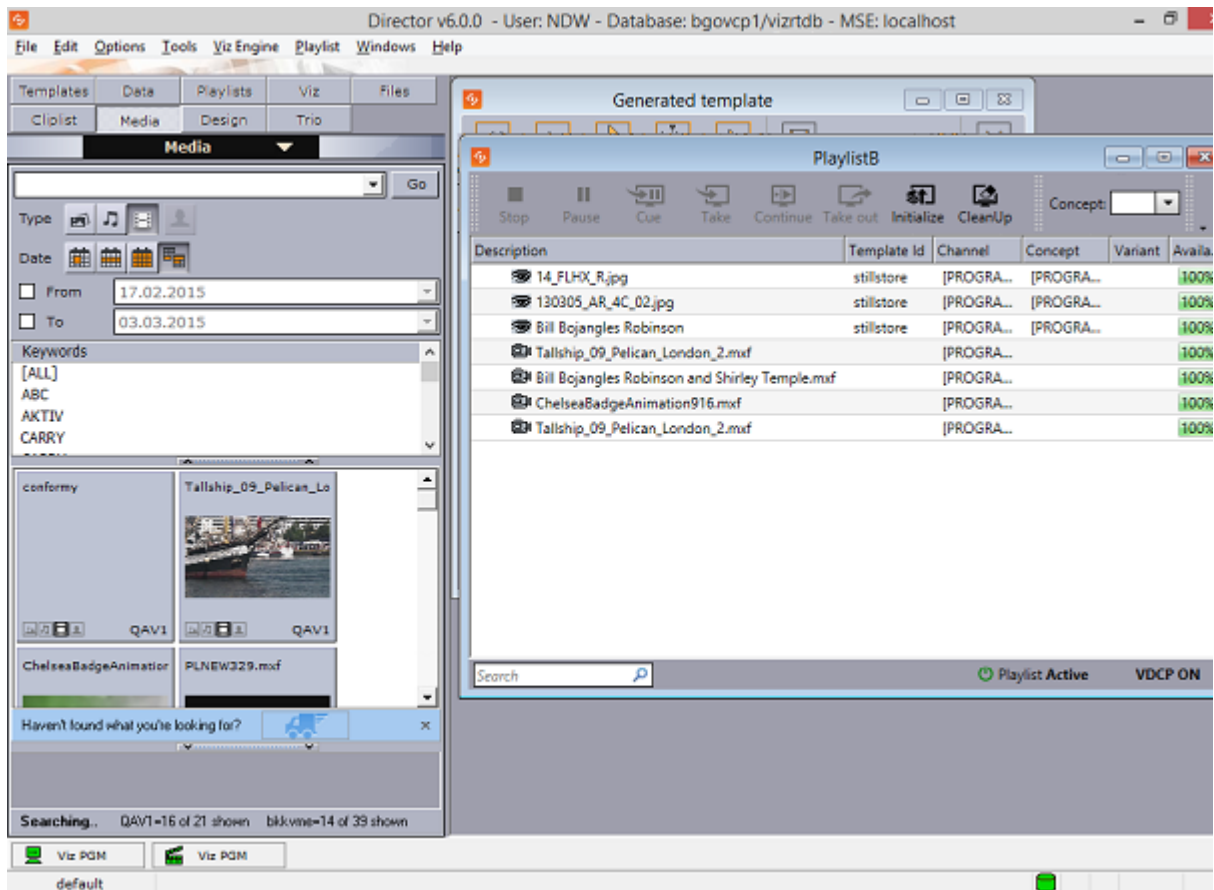 Director v6.0.0 - User: NDW - Database: bgovcp1/vizrtdb - MSE: localhost
File Edit Options Tools Viz Engine Playlist Windows Help
Templates Data Playlists Viz Files
Cliplist Media Design Trio
Media
Go
Type
Date
From 17.02.2015
To 03.03.2015
Keywords
[ALL]
ABC
AKTIV
CARRY
conformy Tallship_09_Pelican_Lo
QAV1 QAV1
ChelseaBadgeAnimatior PLNEW329.mxf
Haven't found what you're looking for?
Searching.. QAV1=16 of 21 shown bkkvme=14 of 39 shown
Generated template
PlaylistB
Stop Pause Cue Take Continue Take out Initialize CleanUp Concept:
Description Template Id Channel Concept Variant Availa.
14_FLHX_R.jpg stillstore [PROGRA... [PROGRA... 100%
130305_AR_4C_02.jpg stillstore [PROGRA... [PROGRA... 100%
Bill Bojangles Robinson stillstore [PROGRA... [PROGRA... 100%
Tallship_09_Pelican_London_2.mxf [PROGRA... 100%
Bill Bojangles Robinson and Shirley Temple.mxf [PROGRA... 100%
ChelseaBadgeAnimation916.mxf [PROGRA... 100%
Tallship_09_Pelican_London_2.mxf [PROGRA... 100%
Search Playlist Active VDCP ON
Viz PGM Viz PGM
default